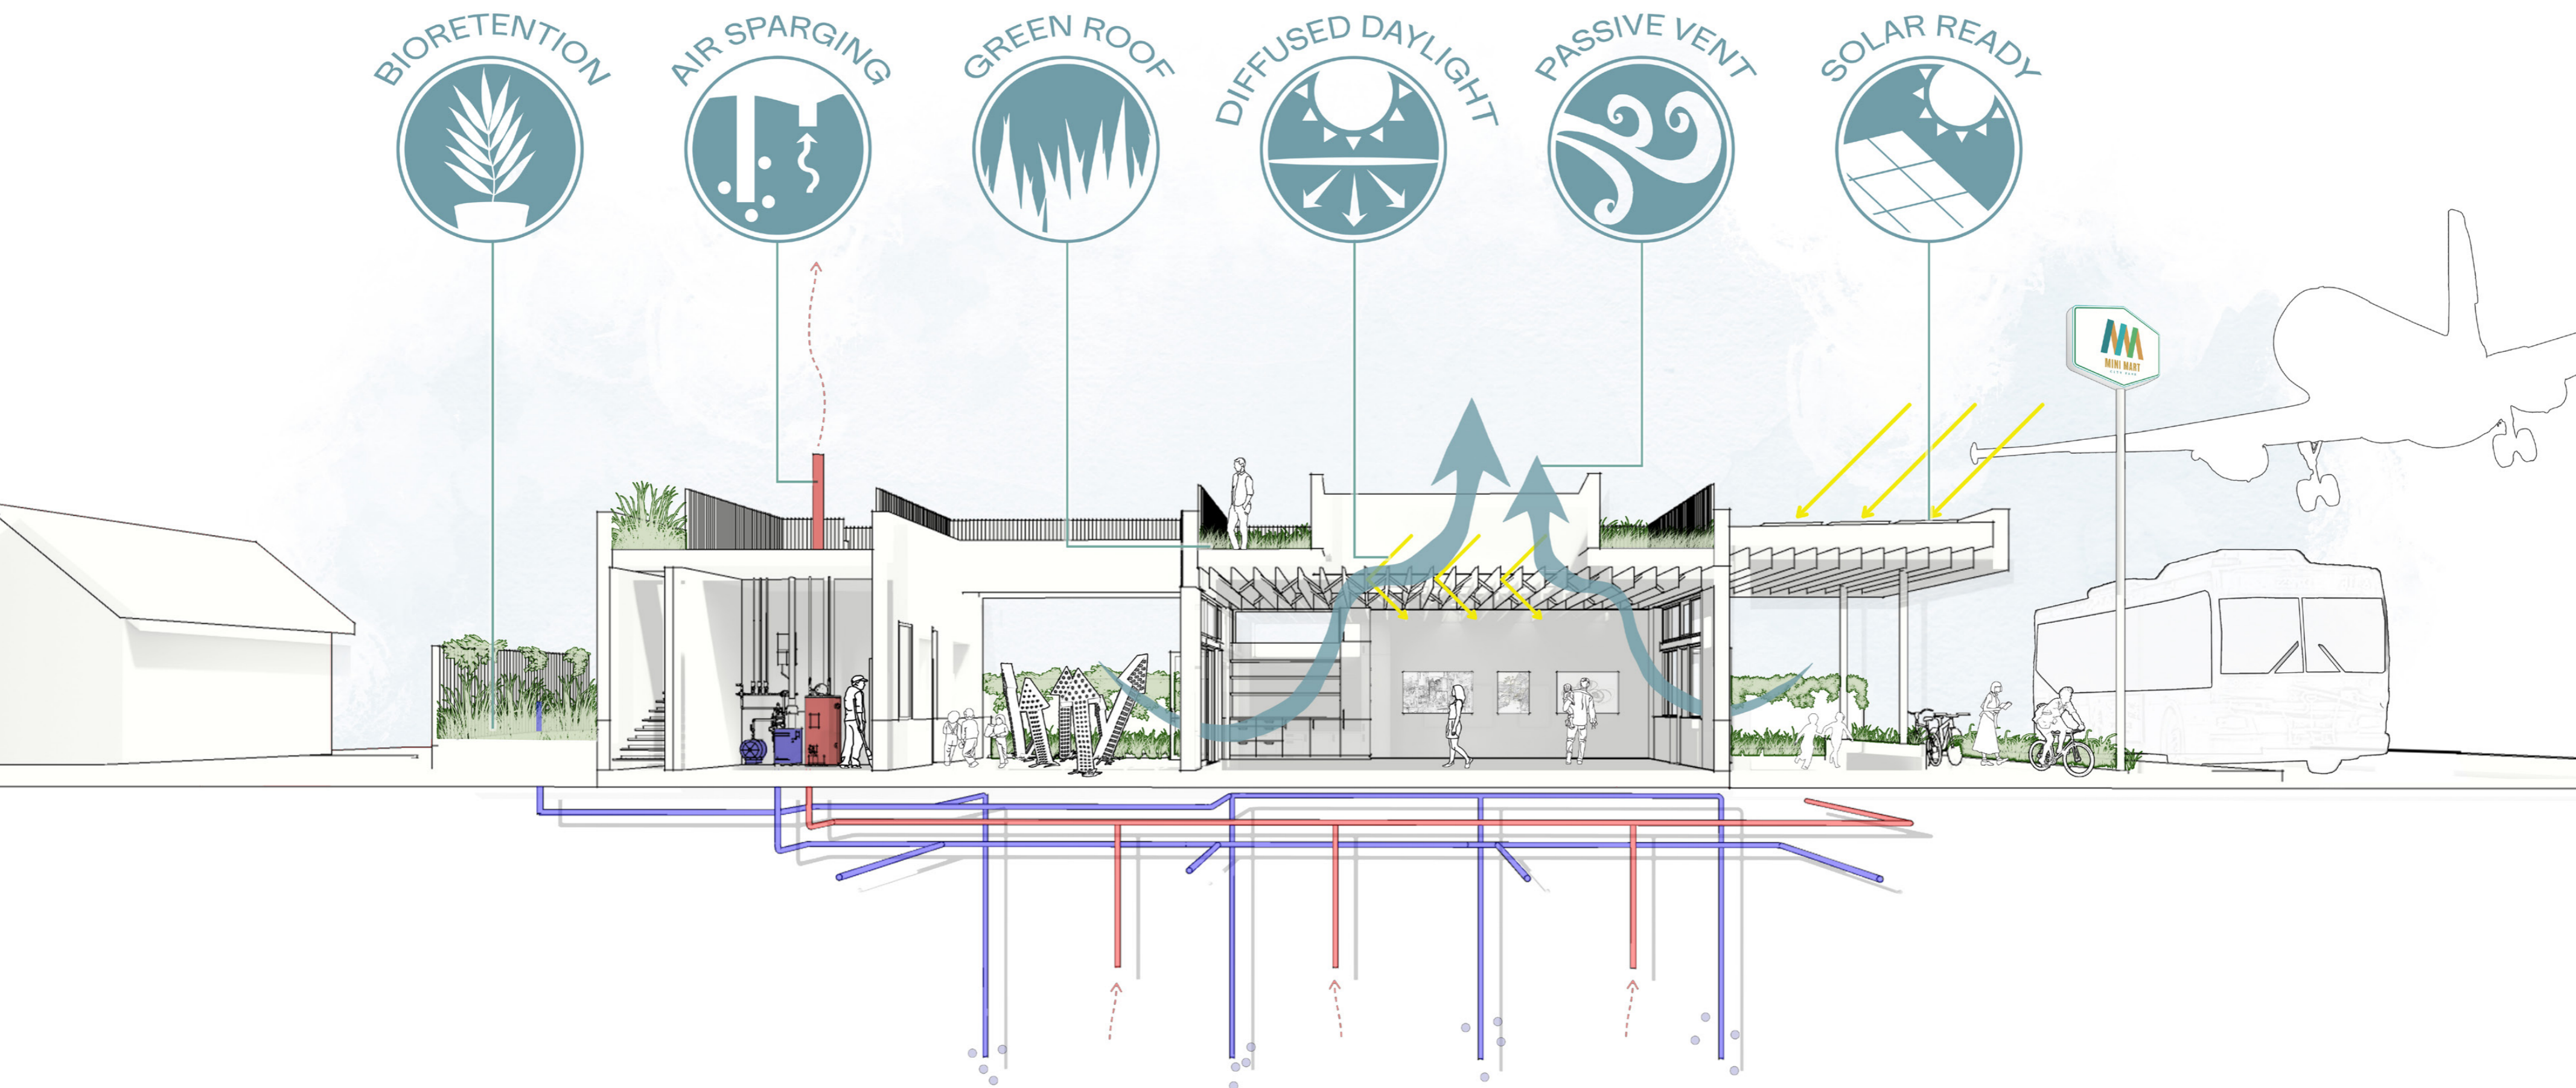 BIORETENTION
AIR SPARGING
GREEN ROOF
DIFFUSED DAYLIGHT
PASSIVE VENT
SOLAR READY
MINI MART